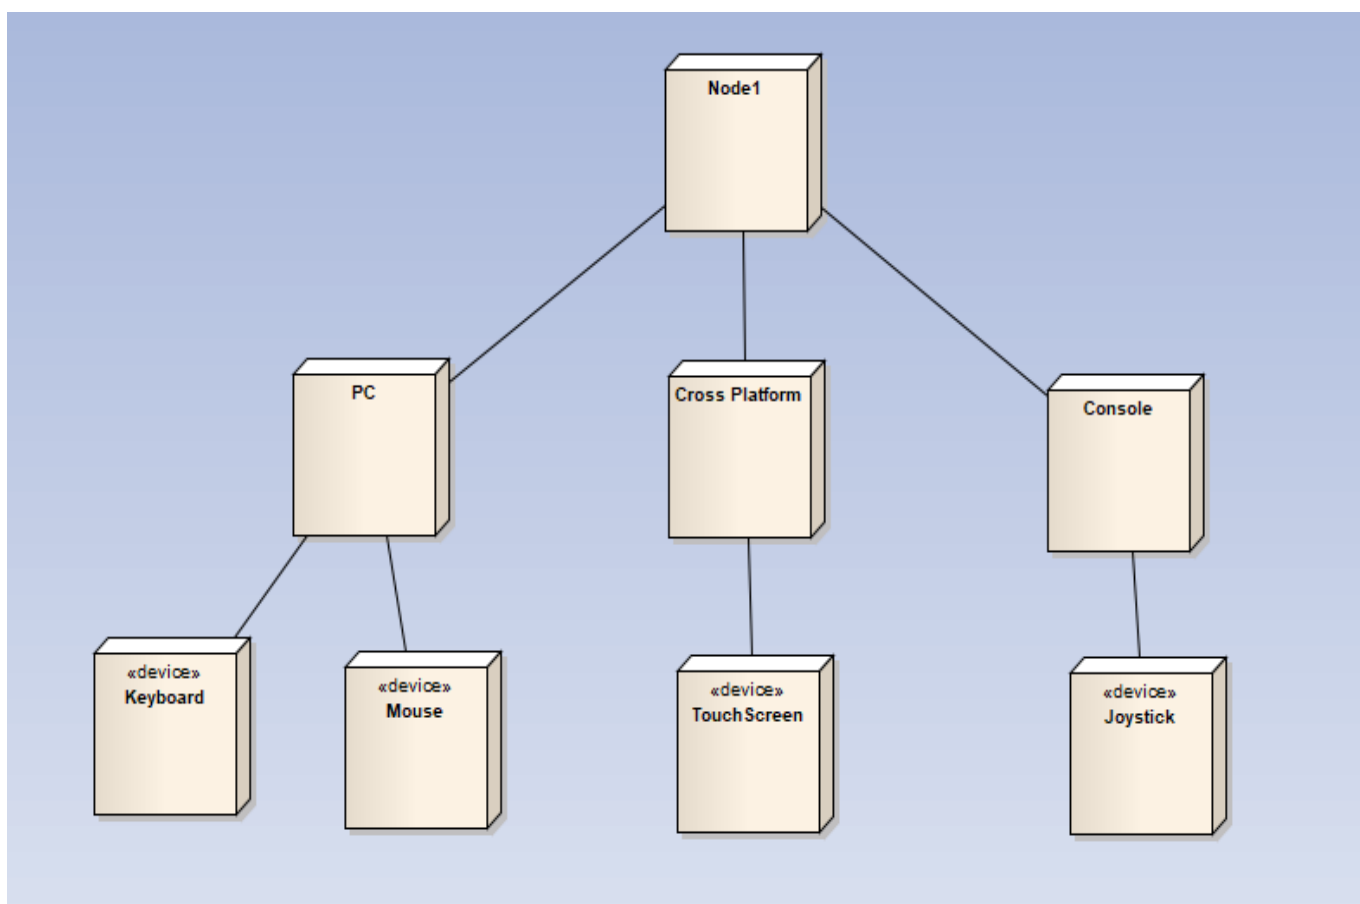 Node1
PC
Cross Platform
Console
«device»
Keyboard
«device»
Mouse
«device»
TouchScreen
«device»
Joystick